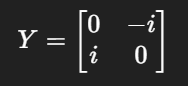 Y = [0 -i
i 0]